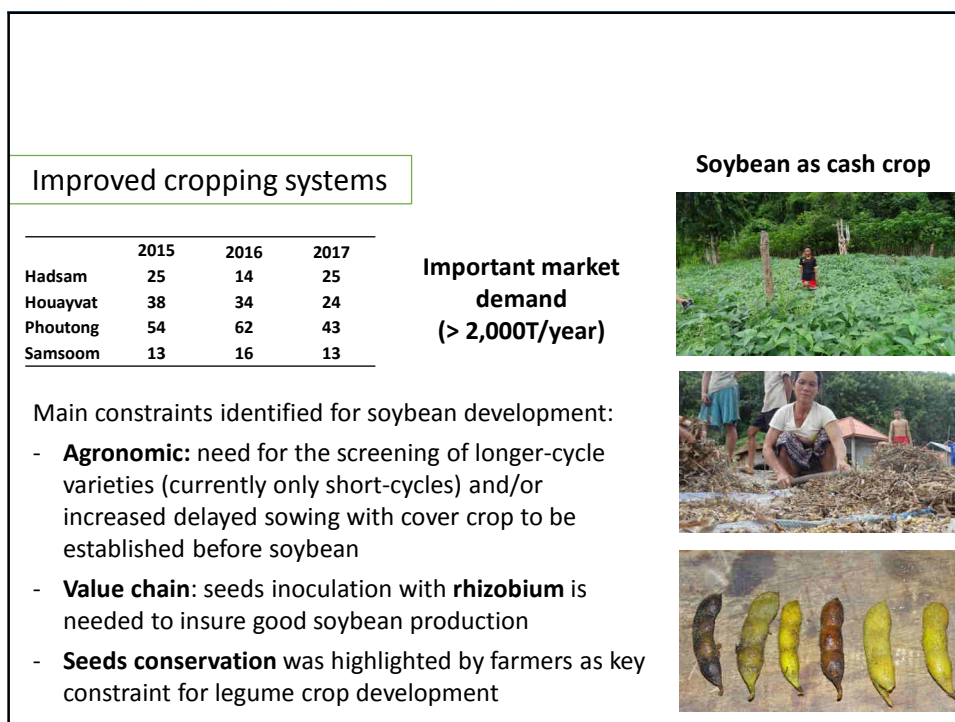 Improved cropping systems
2015 2016 2017
Hadsam 25 14 25
Houayvat 38 34 24
Phoutong 54 62 43
Samsoom 13 16 13
Important market
demand
(> 2,000T/year)
Soybean as cash crop
Main constraints identified for soybean development:
- Agronomic: need for the screening of longer-cycle
varieties (currently only short-cycles) and/or
increased delayed sowing with cover crop to be
established before soybean
- Value chain: seeds inoculation with rhizobium is
needed to insure good soybean production
- Seeds conservation was highlighted by farmers as key
constraint for legume crop development